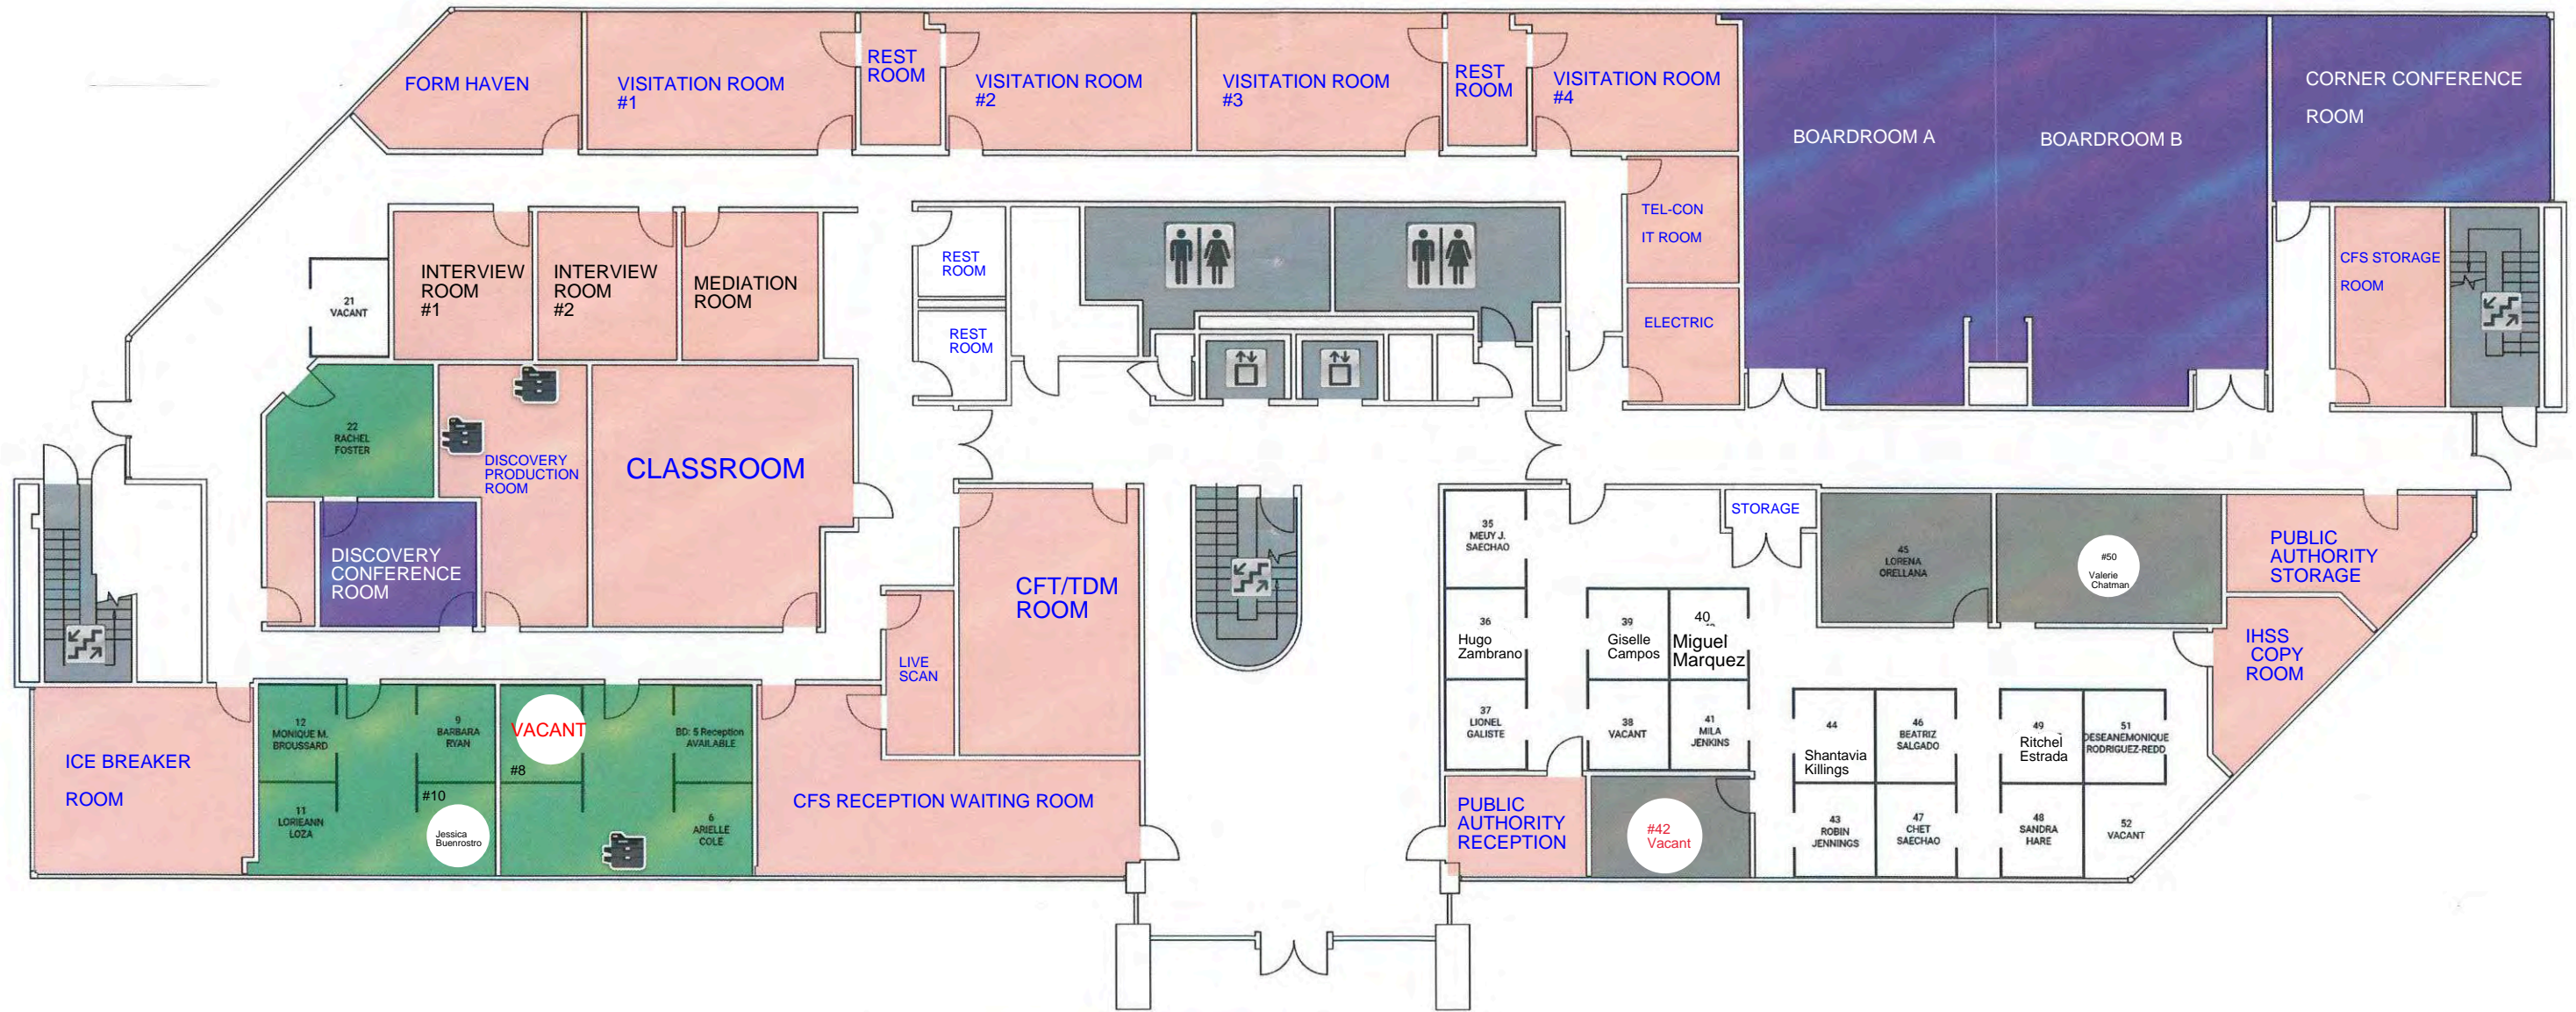 FORM HAVEN
VISITATION ROOM
#1
REST
ROOM
VISITATION ROOM
#2
VISITATION ROOM
#3
REST
ROOM
VISITATION ROOM
#4
BOARDROOM A
BOARDROOM B
CORNER CONFERENCE
ROOM
21
VACANT
INTERVIEW
ROOM
#1
INTERVIEW
ROOM
#2
MEDIATION
ROOM
REST
ROOM
REST
ROOM
TEL-CON
IT ROOM
ELECTRIC
CFS STORAGE
ROOM
22
RACHEL
FOSTER
DISCOVERY
PRODUCTION
ROOM
CLASSROOM
DISCOVERY
CONFERENCE
ROOM
CFT/TDM
ROOM
LIVE
SCAN
35
MEUY J.
SAECHAO
STORAGE
45
LORENA
ORELLANA
#50
Valerie
Chatman
PUBLIC
AUTHORITY
STORAGE
36
Hugo
Zambrano
39
Giselle
Campos
40
Miguel
Marquez
IHSS
COPY
ROOM
37
LIONEL
GALISTE
38
VACANT
41
MILA
JENKINS
44
Shantavia
Killings
46
BEATRIZ
SALGADO
49
Ritchel
Estrada
51
DESEANEMONIQUE
RODRIGUEZ-REDD
ICE BREAKER
ROOM
12
MONIQUE M.
BROUSSARD
9
BARBARA
RYAN
VACANT
#8
BD: 5 Reception
AVAILABLE
11
LORIEANN
LOZA
#10
Jessica
Buenrostro
6
ARIELLE
COLE
CFS RECEPTION WAITING ROOM
PUBLIC
AUTHORITY
RECEPTION
#42
Vacant
43
ROBIN
JENNINGS
47
CHET
SAECHAO
48
SANDRA
HARE
52
VACANT